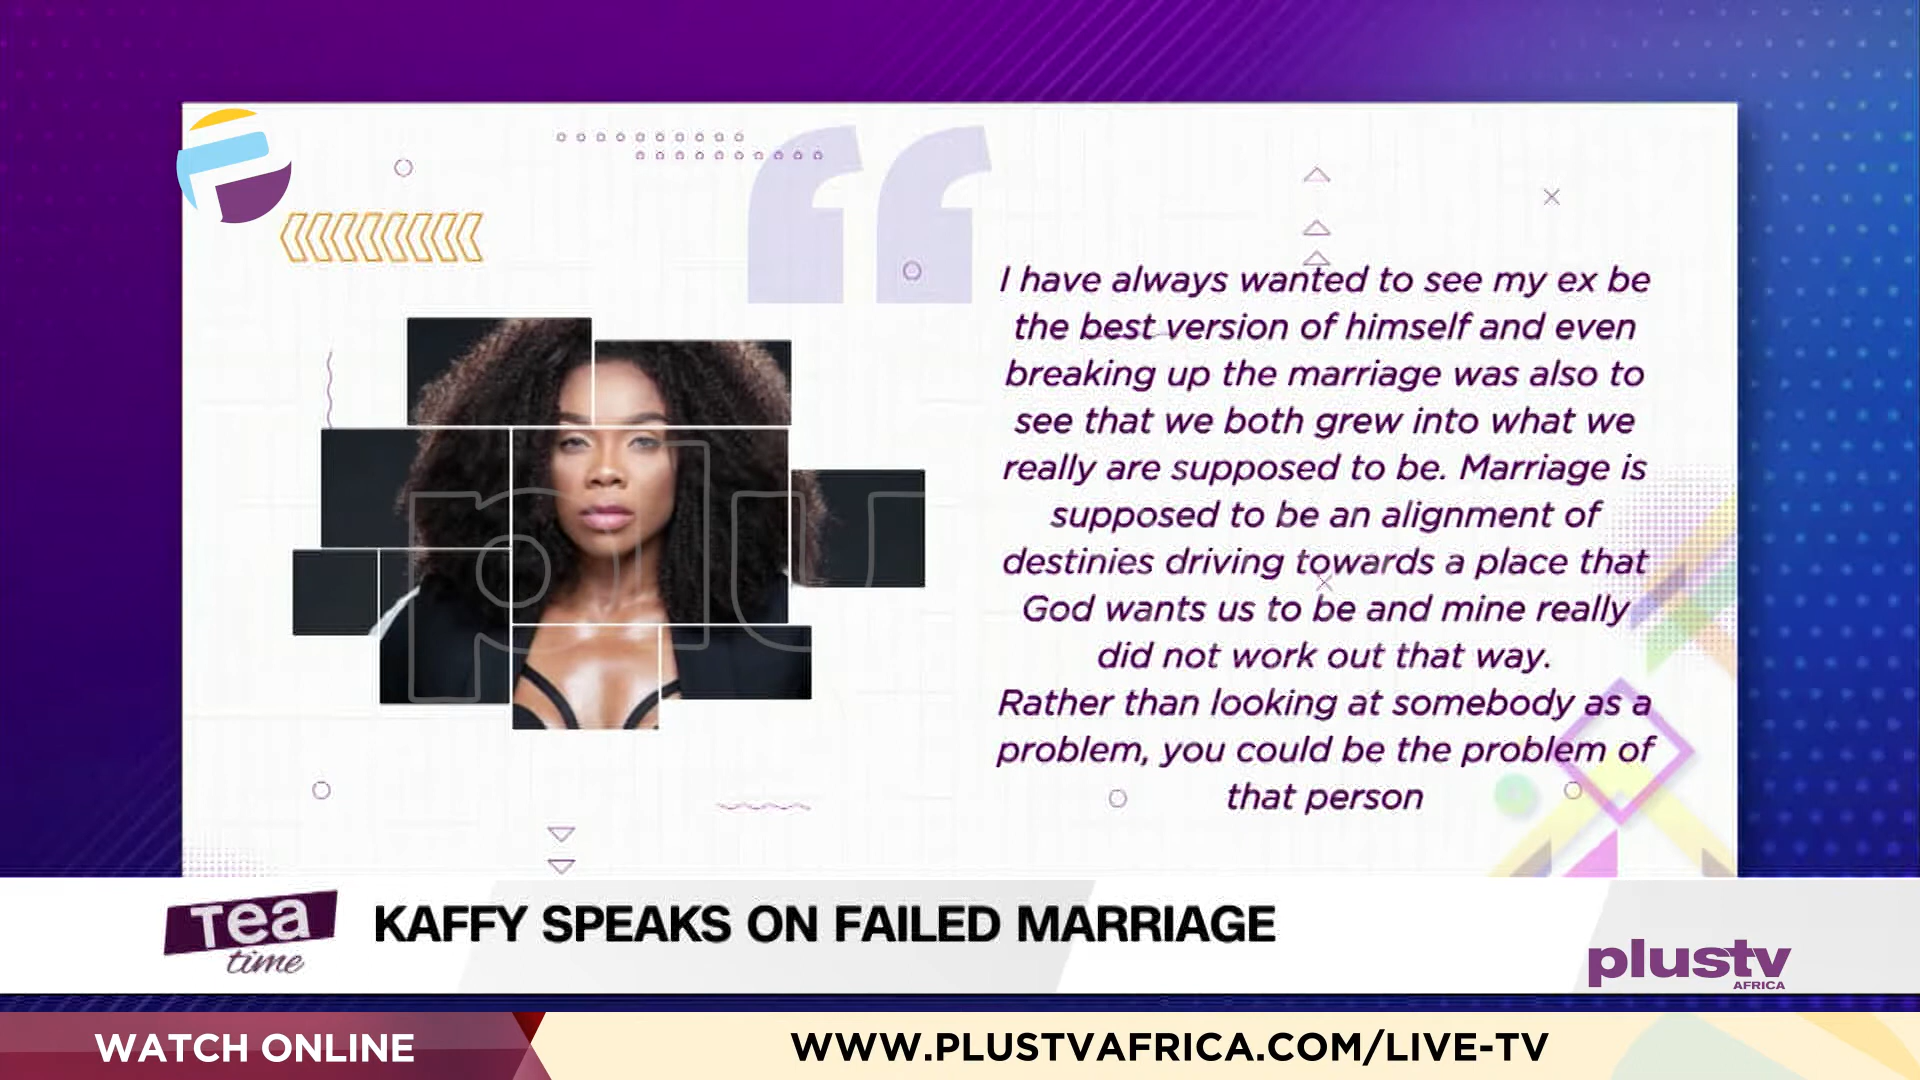 I have always wanted to see my ex be
the best version of himself and even
breaking up the marriage was also to
see that we both grew into what we
really are supposed to be. Marriage is
supposed to be an alignment of
destinies driving towards a place that
God wants us to be and mine really
did not work out that way.
Rather than looking at somebody as a
problem, you could be the problem of
that person
plu
Tea
time
KAFFY SPEAKS ON FAILED MARRIAGE
plustv
AFRICA
WATCH ONLINE
WWW.PLUSTVAFRICA.COM/LIVE-TV